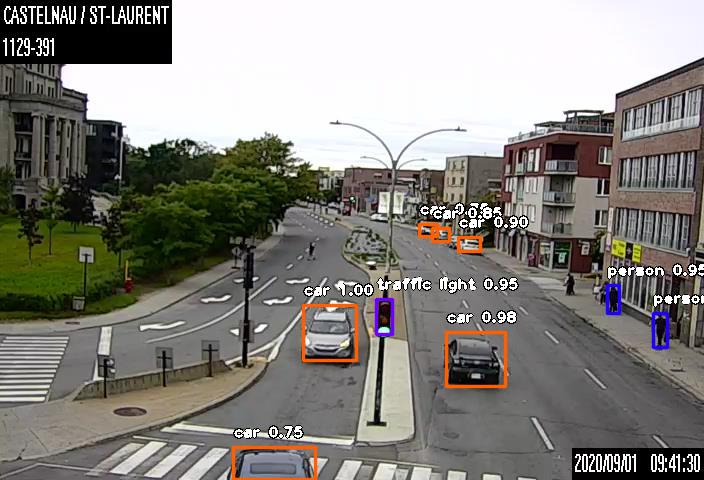 CASTELNAU / ST-LAURENT
1129-391
car 0.85
car 0.90
person 0.95
person
car 1.00
traffic light 0.95
car 0.98
car 0.75
2020/09/01 09:41:30